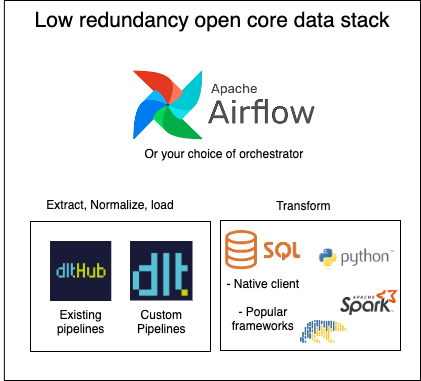 Low redundancy open core data stack
APACHE
Airflow
Or your choice of orchestrator
Extract, Normalize, load
Transform
dltHub
dlt.
Existing
pipelines
Custom
Pipelines
SQL
python™
- Native client
- Popular
frameworks
APACHE
Spark™